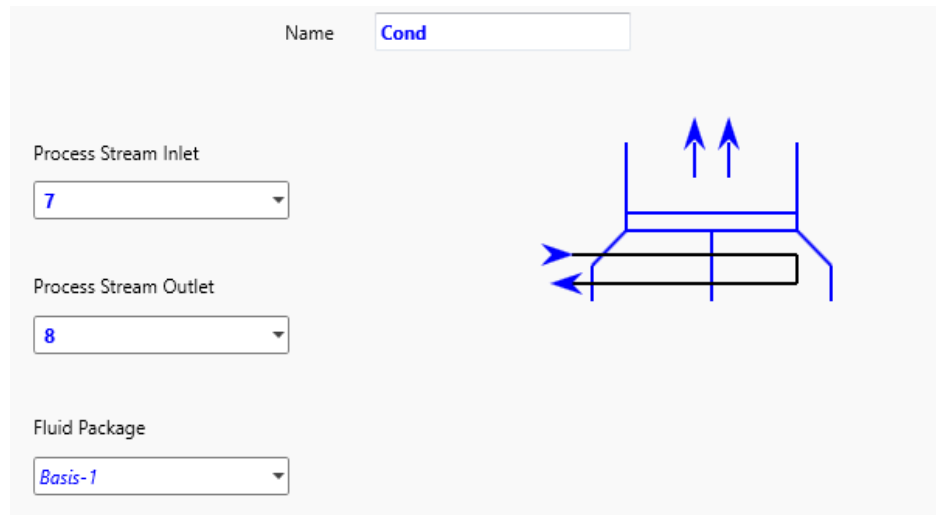 Name Cond
Process Stream Inlet
7
Process Stream Outlet
8
Fluid Package
Basis-1